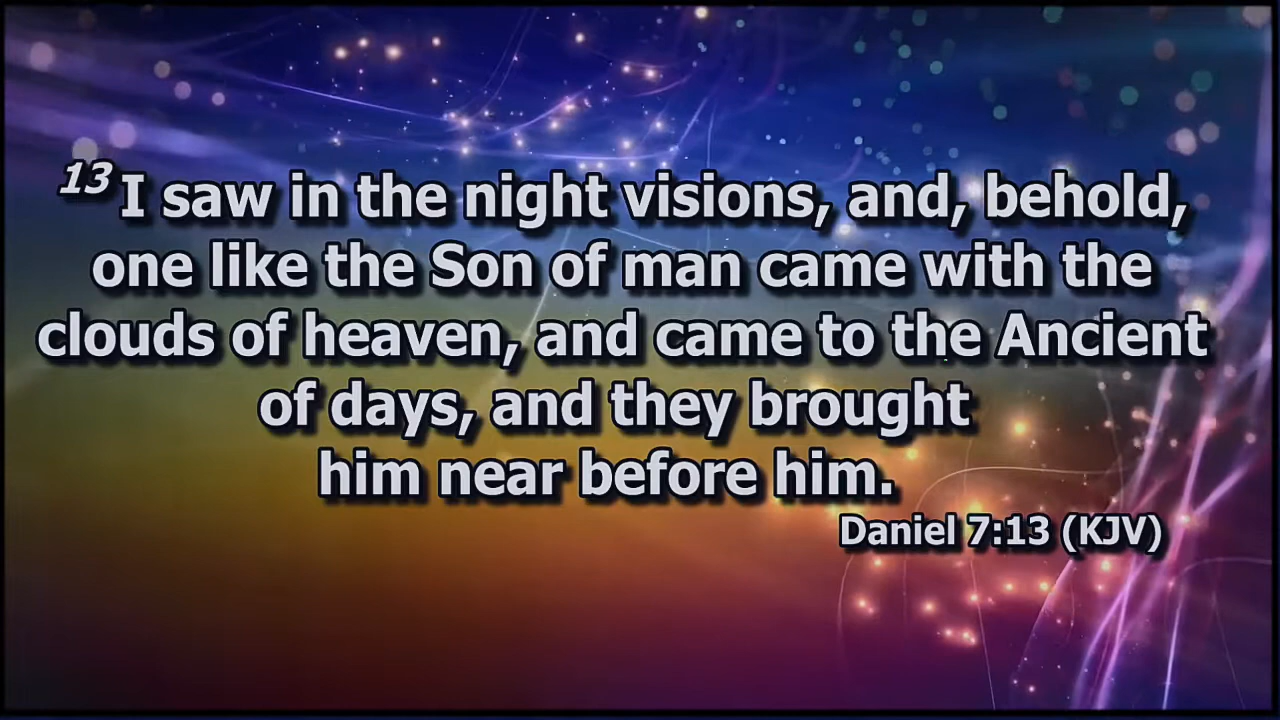 13 I saw in the night visions, and, behold,
one like the Son of man came with the
clouds of heaven, and came to the Ancient
of days, and they brought
him near before him.
Daniel 7:13 (KJV)